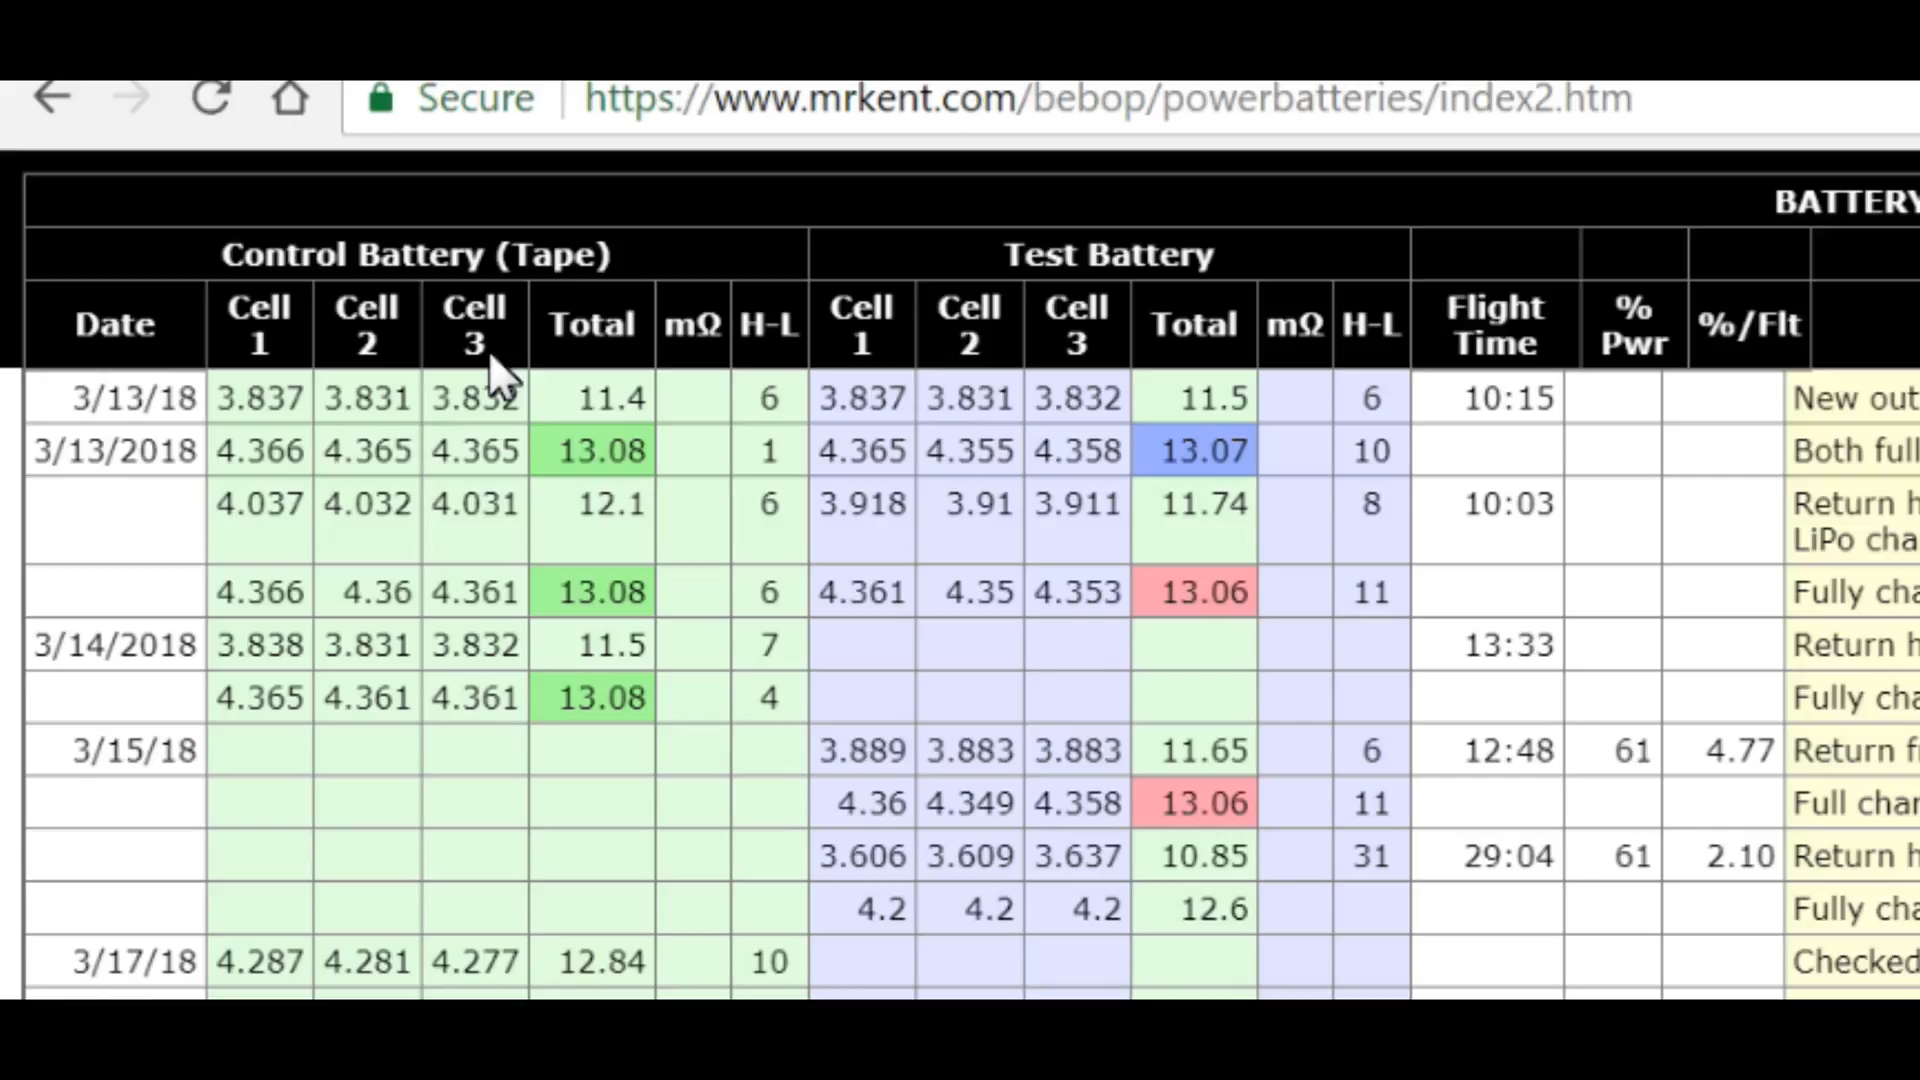 Secure https://www.mrkent.com/bebop/powerbatteries/index2.htm
BATTERY
Control Battery (Tape) Test Battery
Date Cell 1 Cell 2 Cell 3 Total mΩ H-L Cell 1 Cell 2 Cell 3 Total mΩ H-L Flight Time % Pwr %/Flt
3/13/18 3.837 3.831 3.832 11.4 6 3.837 3.831 3.832 11.5 6 10:15 New out
3/13/2018 4.366 4.365 4.365 13.08 1 4.365 4.355 4.358 13.07 10 Both full
4.037 4.032 4.031 12.1 6 3.918 3.91 3.911 11.74 8 10:03 Return h
LiPo cha
4.366 4.36 4.361 13.08 6 4.361 4.35 4.353 13.06 11 Fully cha
3/14/2018 3.838 3.831 3.832 11.5 7 13:33 Return h
4.365 4.361 4.361 13.08 4 Fully cha
3/15/18 3.889 3.883 3.883 11.65 6 12:48 61 4.77 Return f
4.36 4.349 4.358 13.06 11 Full char
3.606 3.609 3.637 10.85 31 29:04 61 2.10 Return h
4.2 4.2 4.2 12.6 Fully cha
3/17/18 4.287 4.281 4.277 12.84 10 Checked